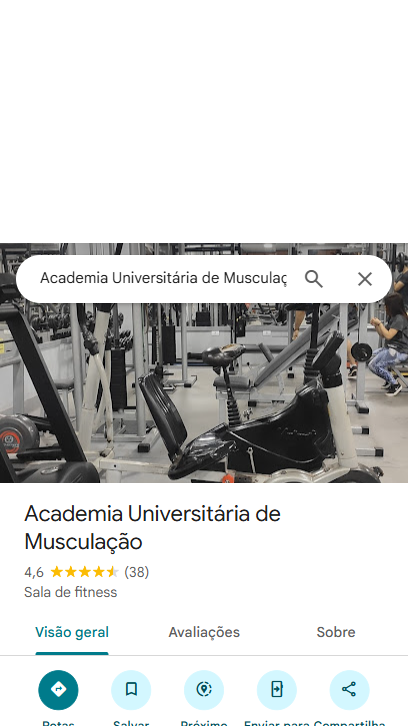 Academia Universitária de Musculaç
Academia Universitária de
Musculação
4,6 (38)
Sala de fitness
Visão geral Avaliações Sobre
Rotas Salvar Próximo Enviar para Compartilha